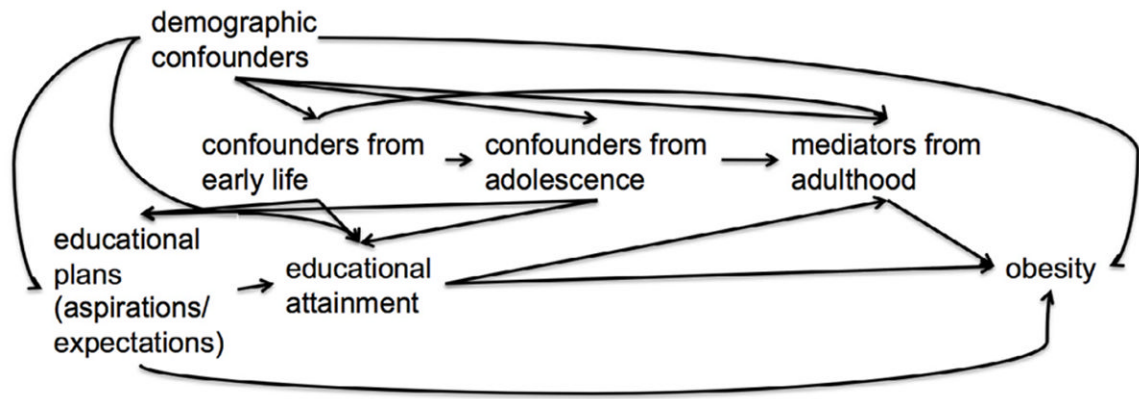 demographic
confounders
confounders from
early life
confounders from
adolescence
mediators from
adulthood
educational
plans
(aspirations/
expectations)
educational
attainment
obesity